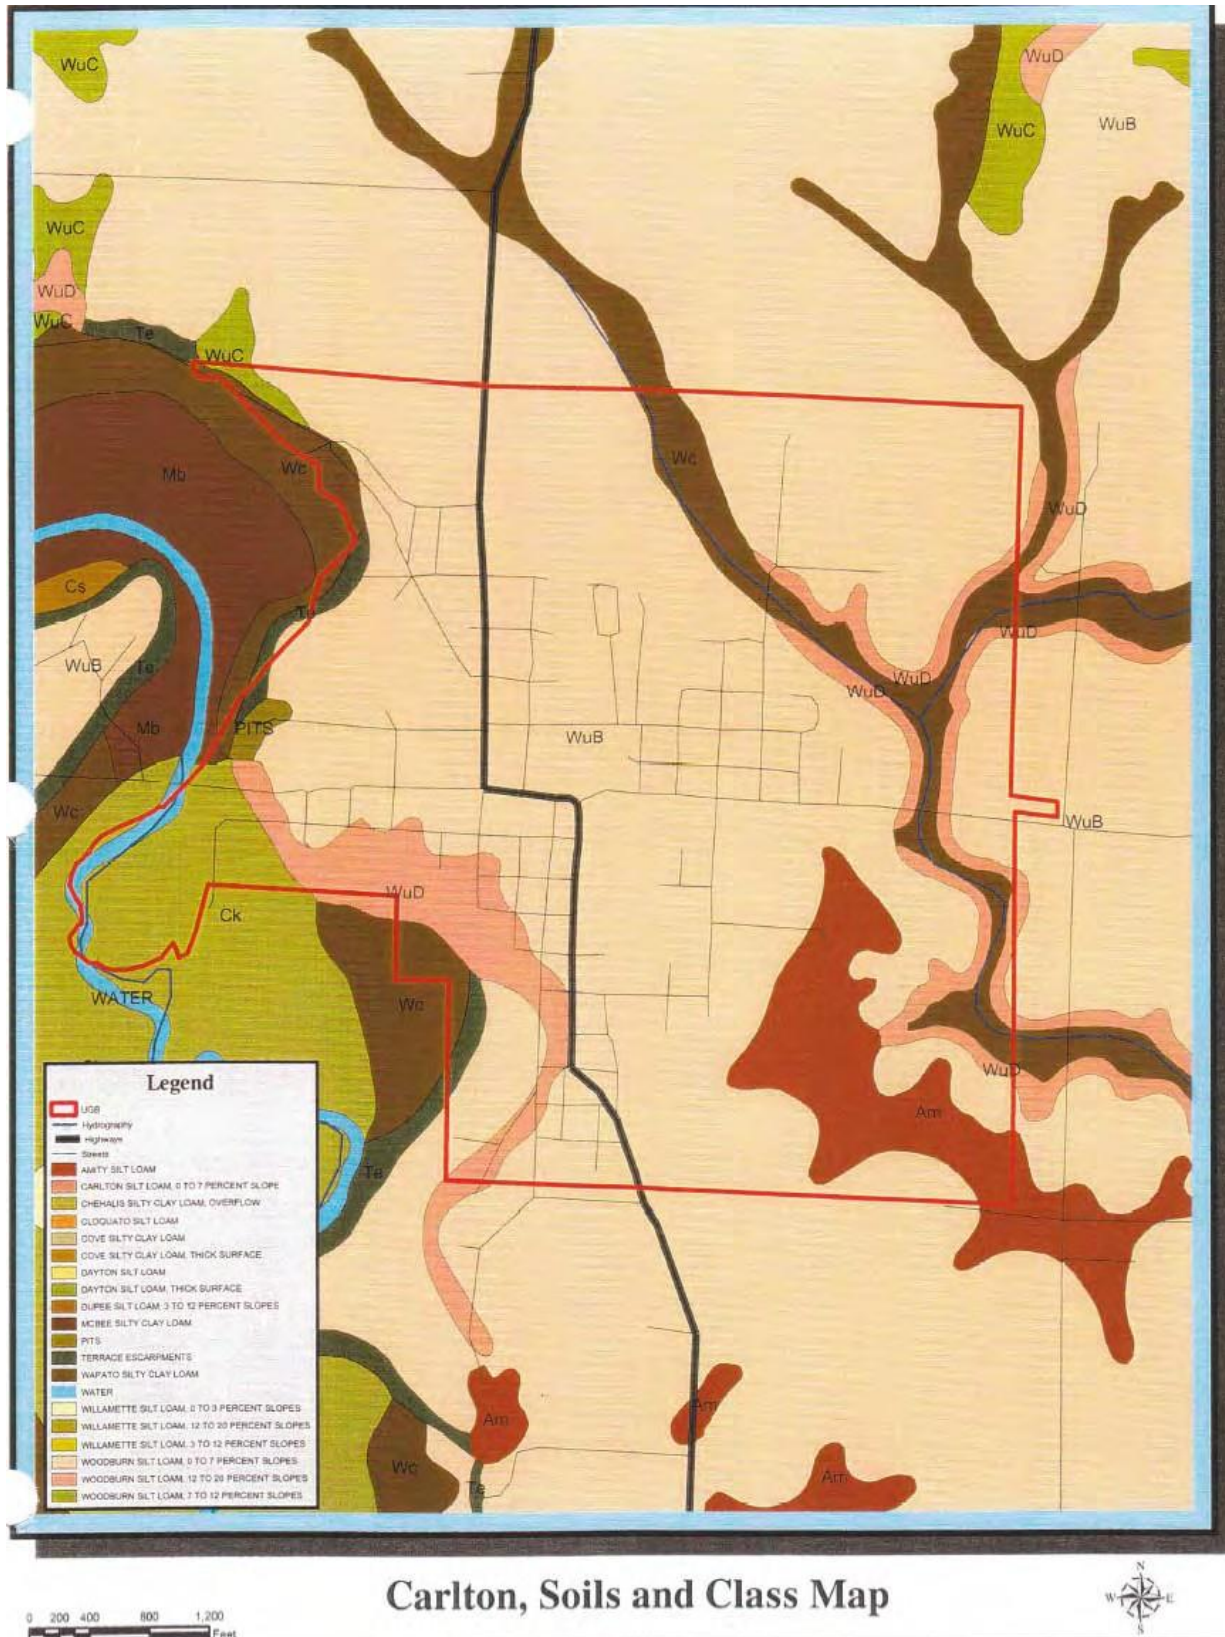 WuC
WuD
WuC
WuB
WuC
WuD
WuC
Te
WuC
Wc
Mb
Wc
WuD
Cs
Te
WuD
WuB
Te
WuD
WuD
Mb
PITS
WuB
Wc
WuB
WuD
Ck
WATER
Wc
WuD
Am
Te
Am
Am
Wc
Am
Te
Legend
UGB
Hydrography
Highways
Streets
AMITY SILT LOAM
CARLTON SILT LOAM, 0 TO 7 PERCENT SLOPE
CHEHALIS SILTY CLAY LOAM, OVERFLOW
CLOQUATO SILT LOAM
COVE SILTY CLAY LOAM
COVE SILTY CLAY LOAM, THICK SURFACE
DAYTON SILT LOAM
DAYTON SILT LOAM, THICK SURFACE
DUPEE SILT LOAM, 3 TO 12 PERCENT SLOPES
MCBEE SILTY CLAY LOAM
PITS
TERRACE ESCARPMENTS
WAPATO SILTY CLAY LOAM
WATER
WILLAMETTE SILT LOAM, 0 TO 3 PERCENT SLOPES
WILLAMETTE SILT LOAM, 12 TO 20 PERCENT SLOPES
WILLAMETTE SILT LOAM, 3 TO 12 PERCENT SLOPES
WOODBURN SILT LOAM, 0 TO 7 PERCENT SLOPES
WOODBURN SILT LOAM, 12 TO 20 PERCENT SLOPES
WOODBURN SILT LOAM, 7 TO 12 PERCENT SLOPES
Carlton, Soils and Class Map
N
W E
S
0 200 400 800 1,200
Feet